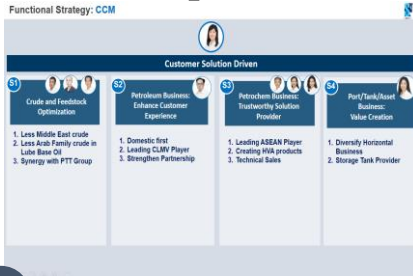 Functional Strategy: CCM
Customer Solution Driven
S1
Crude and Feedstock
Optimization
1. Less Middle East crude
2. Less Arab Family crude in
Lube Base Oil
3. Synergy with PTT Group
S2
Petroleum Business:
Enhance Customer
Experience
1. Domestic first
2. Leading CLMV Player
3. Strengthen Partnership
S3
Petrochem Business:
Trustworthy Solution
Provider
1. Leading ASEAN Player
2. Creating HVA products
3. Technical Sales
S4
Port/Tank/Asset
Business:
Value Creation
1. Diversify Horizontal
Business
2. Storage Tank Provider